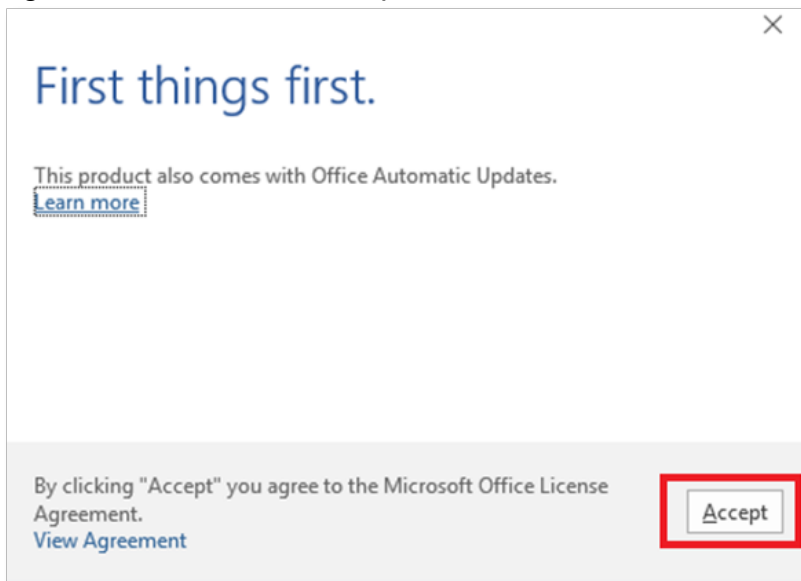 First things first.
This product also comes with Office Automatic Updates.
Learn more
By clicking "Accept" you agree to the Microsoft Office License
Agreement.
View Agreement
Accept